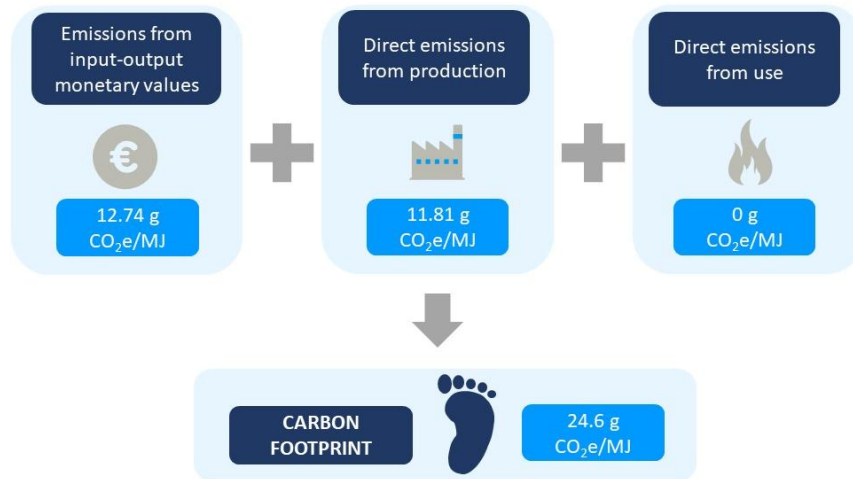 Emissions from
input-output
monetary values
Direct emissions
from production
Direct emissions
from use
€
12.74 g
CO₂e/MJ
11.81 g
CO₂e/MJ
0 g
CO₂e/MJ
CARBON
FOOTPRINT
24.6 g
CO₂e/MJ